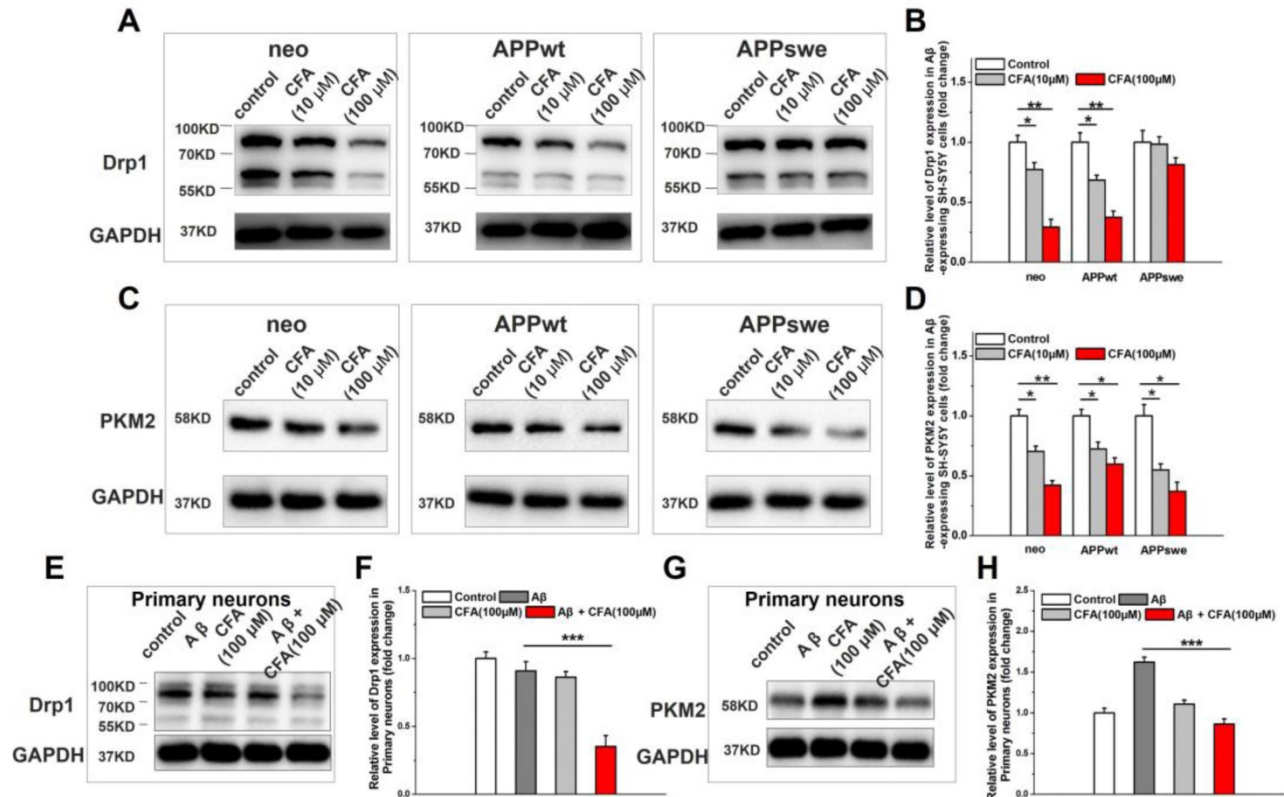 A
neo
APPwt
APPswe
control
CFA
(10 µM)
CFA
(100 µM)
control
CFA
(10 µM)
CFA
(100 µM)
control
CFA
(10 µM)
CFA
(100 µM)
Drp1
100KD
70KD
55KD
100KD
70KD
55KD
100KD
70KD
55KD
GAPDH
37KD
37KD
37KD
B
Control
CFA(10µM)
CFA(100µM)
Relative level of Drp1 expression in Aβ
-expressing SH-SY5Y cells (fold change)
1.5
1.0
0.5
0.0
**
*
**
*
neo
APPwt
APPswe
C
neo
APPwt
APPswe
control
CFA
(10 µM)
CFA
(100 µM)
control
CFA
(10 µM)
CFA
(100 µM)
control
CFA
(10 µM)
CFA
(100 µM)
PKM2
58KD
58KD
58KD
GAPDH
37KD
37KD
37KD
D
Control
CFA(10µM)
CFA(100µM)
Relative level of PKM2 expression in Aβ
-expressing SH-SY5Y cells (fold change)
1.5
1.0
0.5
0.0
**
*
*
*
*
*
neo
APPwt
APPswe
E
Primary neurons
control
A β
CFA
(100 µM)
A β +
CFA(100 µM)
Drp1
100KD
70KD
55KD
GAPDH
37KD
F
Control
Aβ
CFA(100µM)
Aβ + CFA(100µM)
Relative level of Drp1 expression in
Primary neurons (fold change)
1.5
1.0
0.5
0.0
***
G
Primary neurons
control
A β
CFA
(100 µM)
A β +
CFA(100 µM)
PKM2
58KD
GAPDH
37KD
H
Control
Aβ
CFA(100µM)
Aβ + CFA(100µM)
Relative level of PKM2 expression in
Primary neurons (fold change)
2.5
2.0
1.5
1.0
0.5
0.0
***